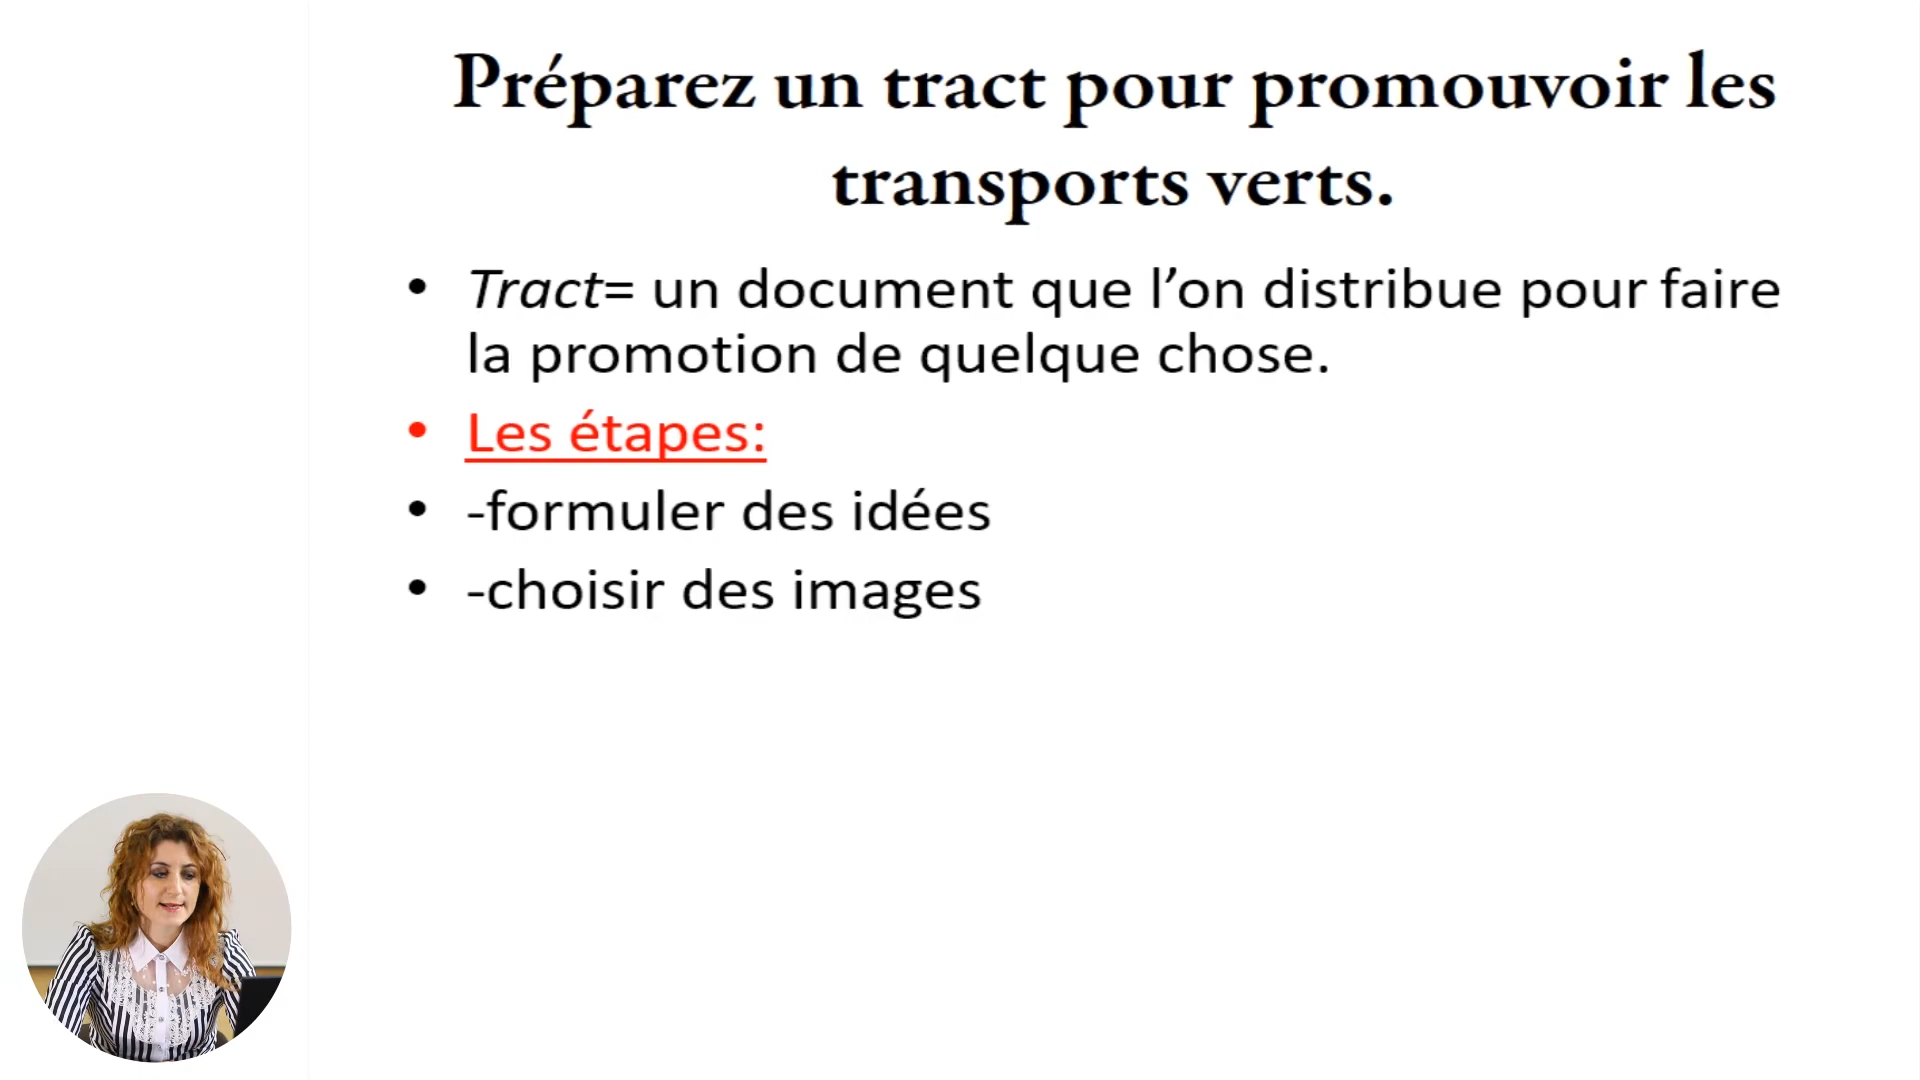 Préparez un tract pour promouvoir les
transports verts.
• Tract= un document que l’on distribue pour faire
la promotion de quelque chose.
• Les étapes:
• -formuler des idées
• -choisir des images